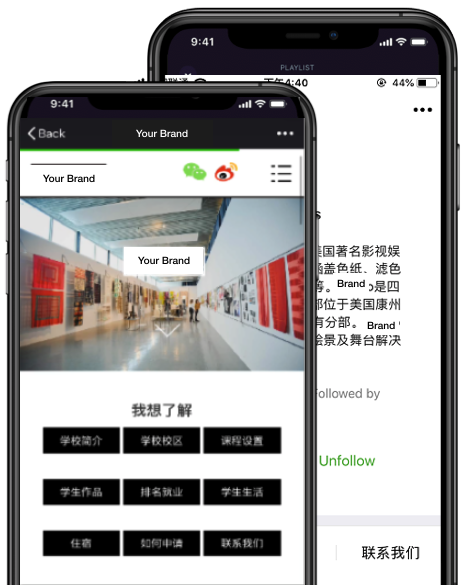 9:41
PLAYLIST
联通
下午4:40
44%
9:41
Back
Your Brand
Your Brand
Your Brand
s
美国著名影视娱
涵盖色纸、滤色
等。Brand
是四
部位于美国康州
有分部。 Brand
绘景及舞台解决
Followed by
Unfollow
联系我们
我想了解
学校简介
学校校区
课程设置
学生作品
排名就业
学生生活
住宿
如何申请
联系我们